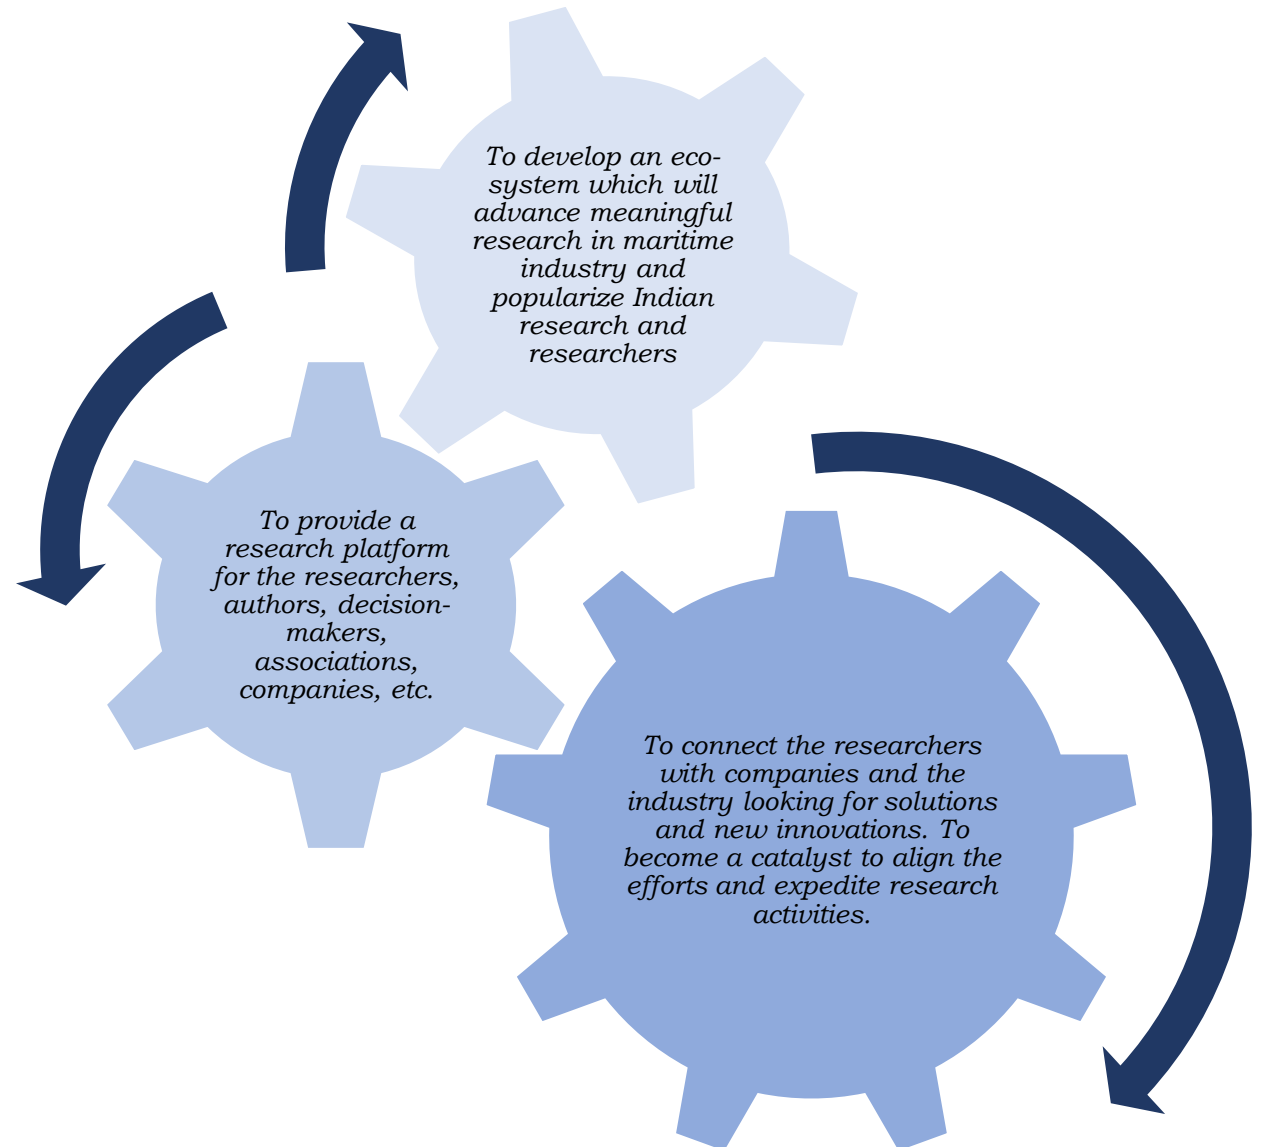 To develop an eco-
system which will
advance meaningful
research in maritime
industry and
popularize Indian
research and
researchers
To provide a
research platform
for the researchers,
authors, decision-
makers,
associations,
companies, etc.
To connect the researchers
with companies and the
industry looking for solutions
and new innovations. To
become a catalyst to align the
efforts and expedite research
activities.